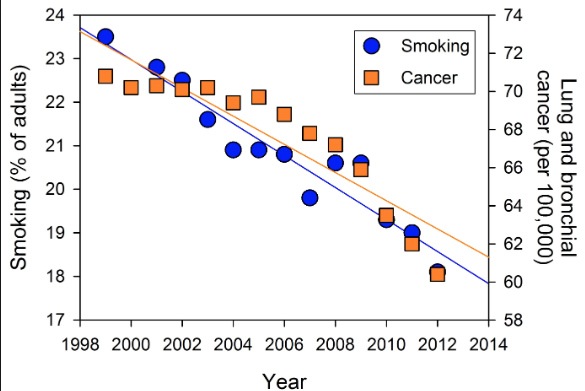 24
23
22
21
20
19
18
17
Smoking (% of adults)
74
72
70
68
66
64
62
60
58
Lung and bronchial
cancer (per 100,000)
Smoking
Cancer
1998 2000 2002 2004 2006 2008 2010 2012 2014
Year